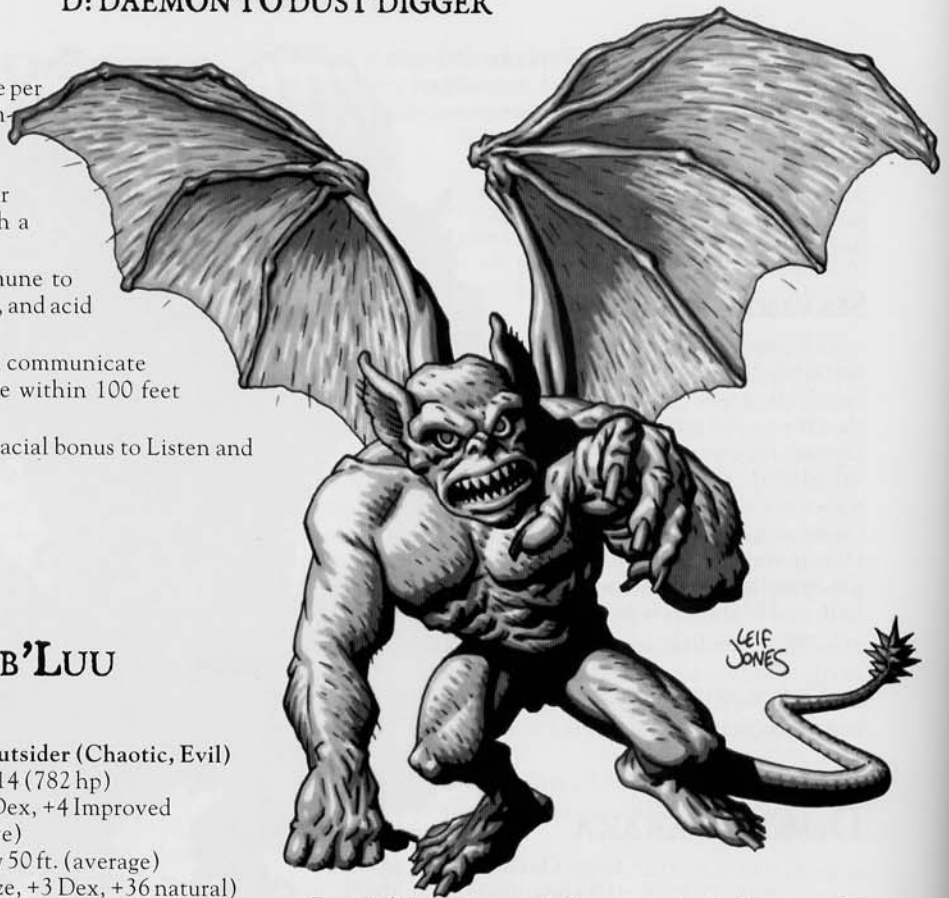 D: DAEMON TO DUST DIGGER
e per
r
h a
mune to
, and acid
communicate
e within 100 feet
acial bonus to Listen and
B'LUU
utsider (Chaotic, Evil)
14 (782 hp)
Dex, +4 Improved
e)
50 ft. (average)
ze, +3 Dex, +36 natural)
LEIF
JONES